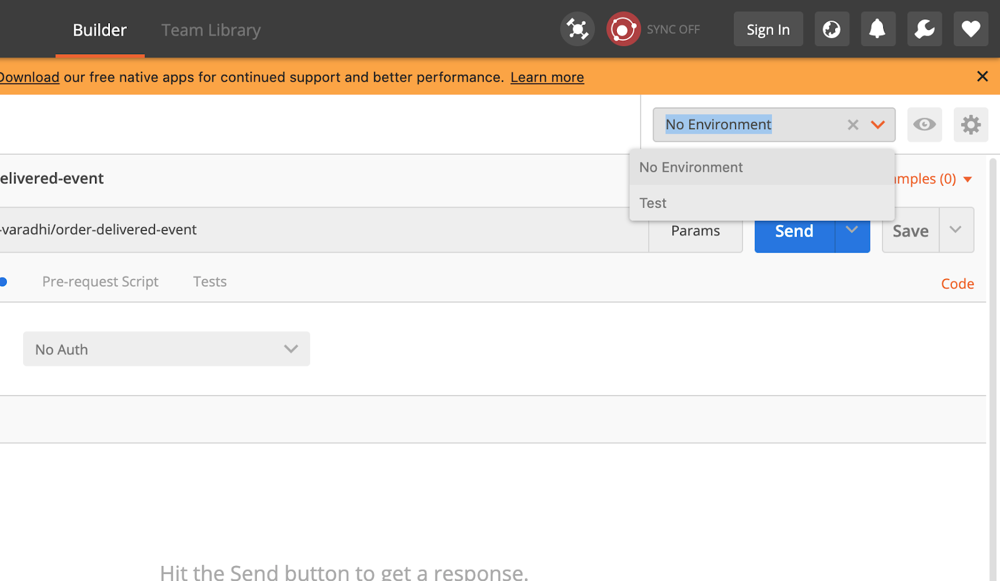 Builder Team Library SYNC OFF Sign In
Download our free native apps for continued support and better performance. Learn more
No Environment
No Environment
elivered-event mples (0)
Test
-varadhi/order-delivered-event Params Send Save
Pre-request Script Tests Code
No Auth
Hit the Send button to get a response.